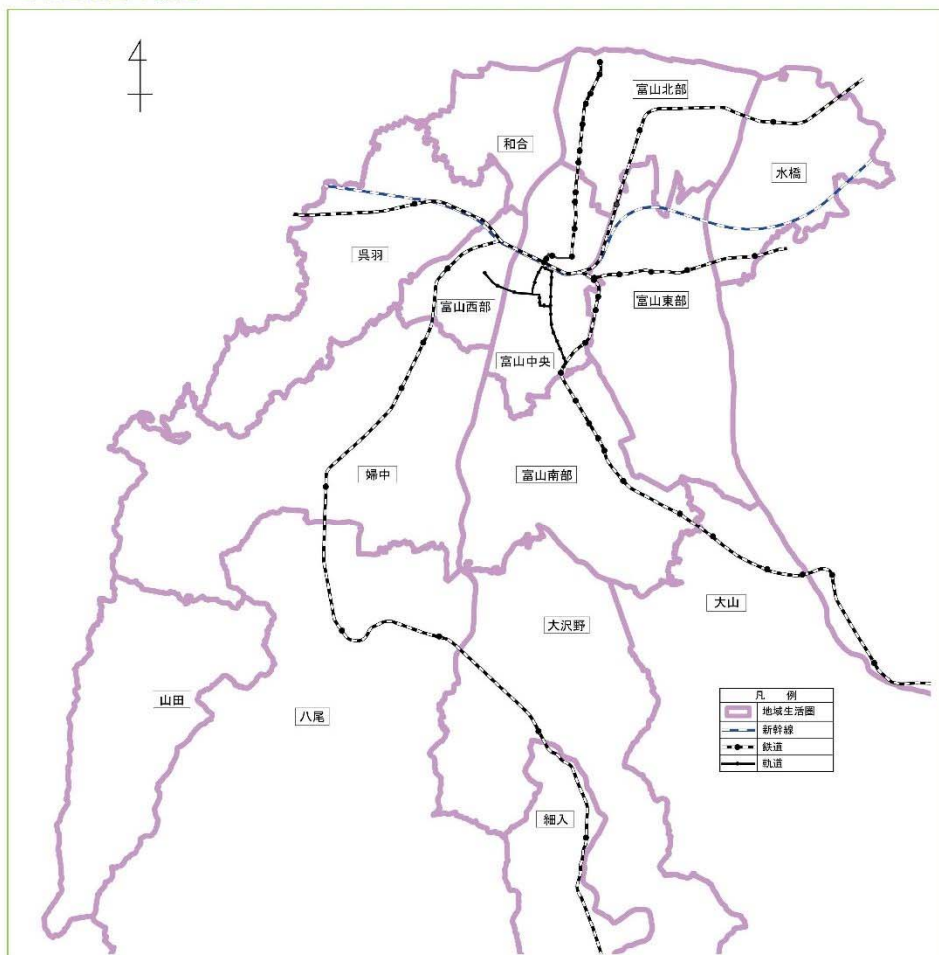 富山北部
和合
水橋
呉羽
富山西部
富山東部
富山中央
婦中
富山南部
大山
大沢野
山田
八尾
細入
凡 例
地域生活圏
新幹線
鉄道
軌道